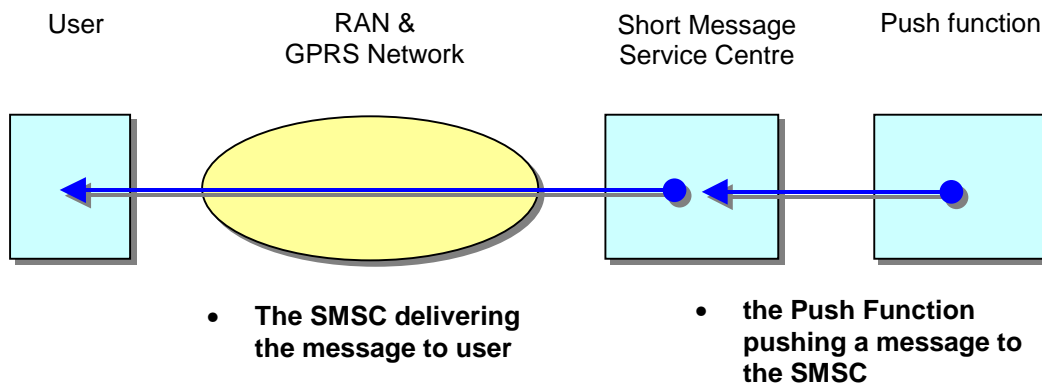 User
RAN &
GPRS Network
Short Message
Service Centre
Push function
• The SMSC delivering
the message to user
• the Push Function
pushing a message to
the SMSC